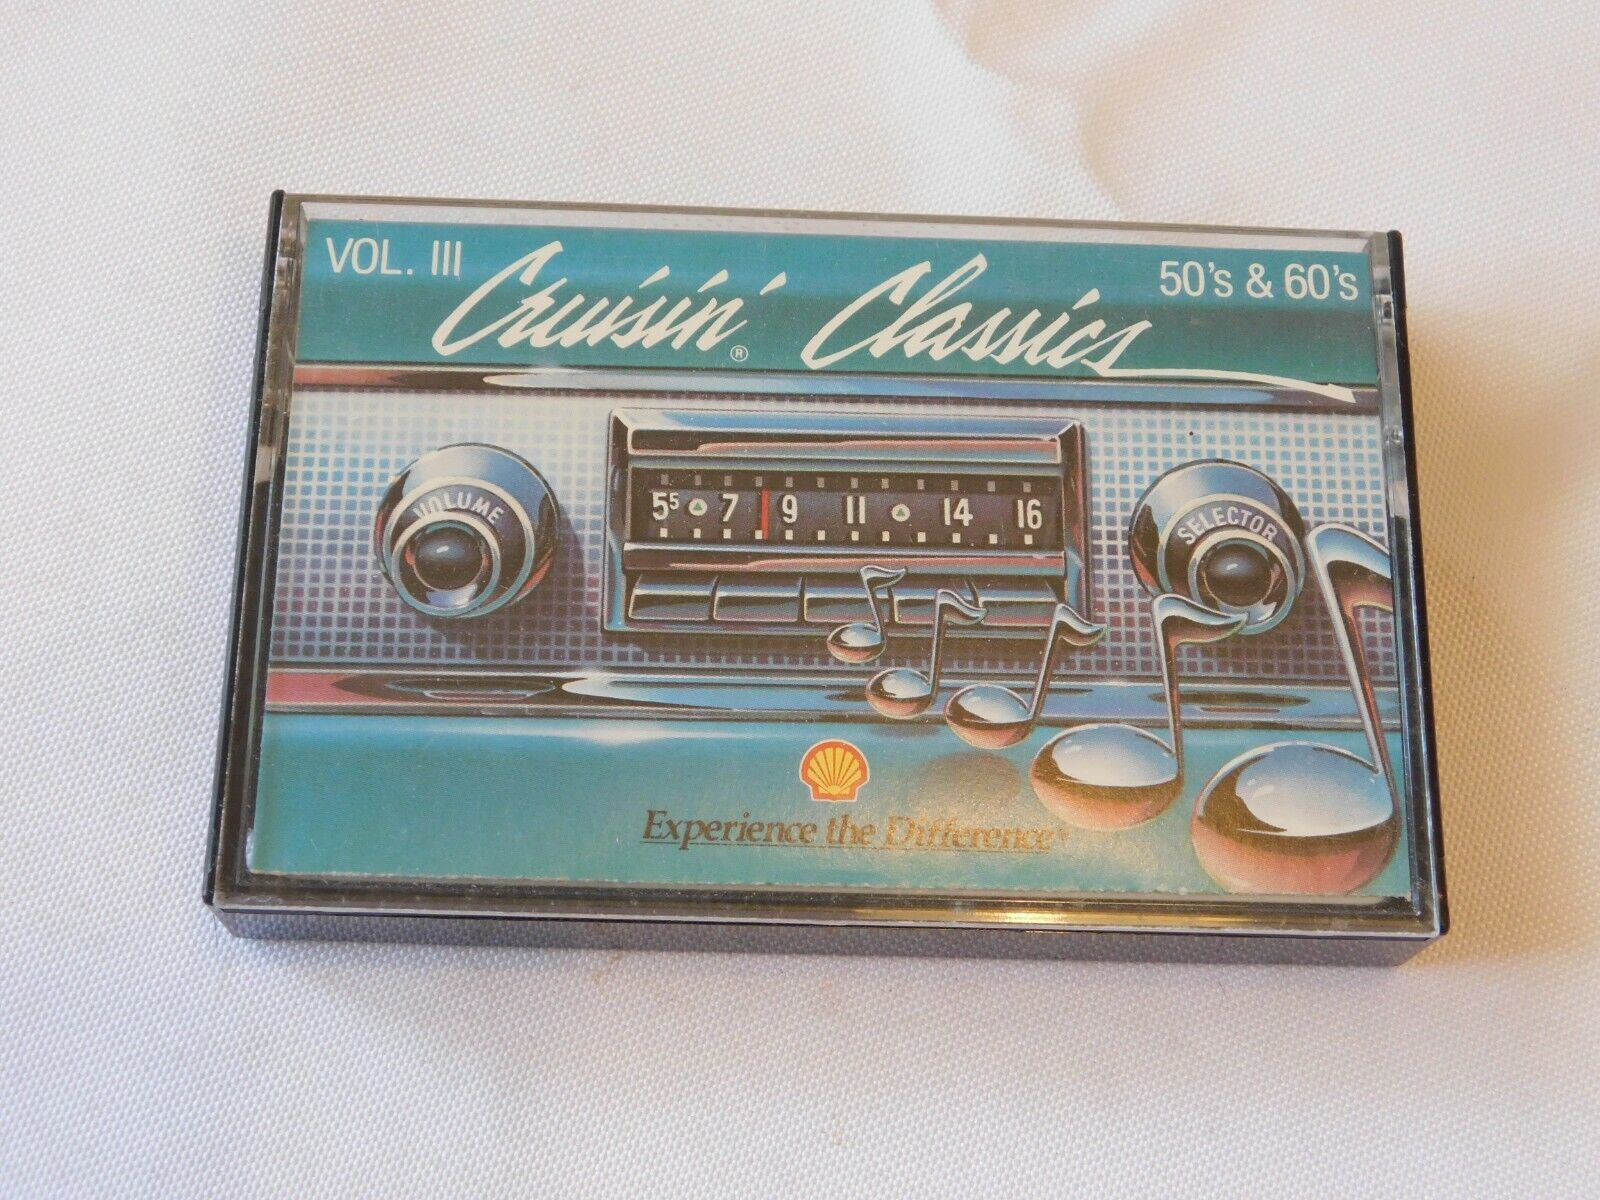 VOL. III
Cruisin'® Classics
50's & 60's
VOLUME
5⁵ 7 9 11 14 16
SELECTOR
Experience the Difference